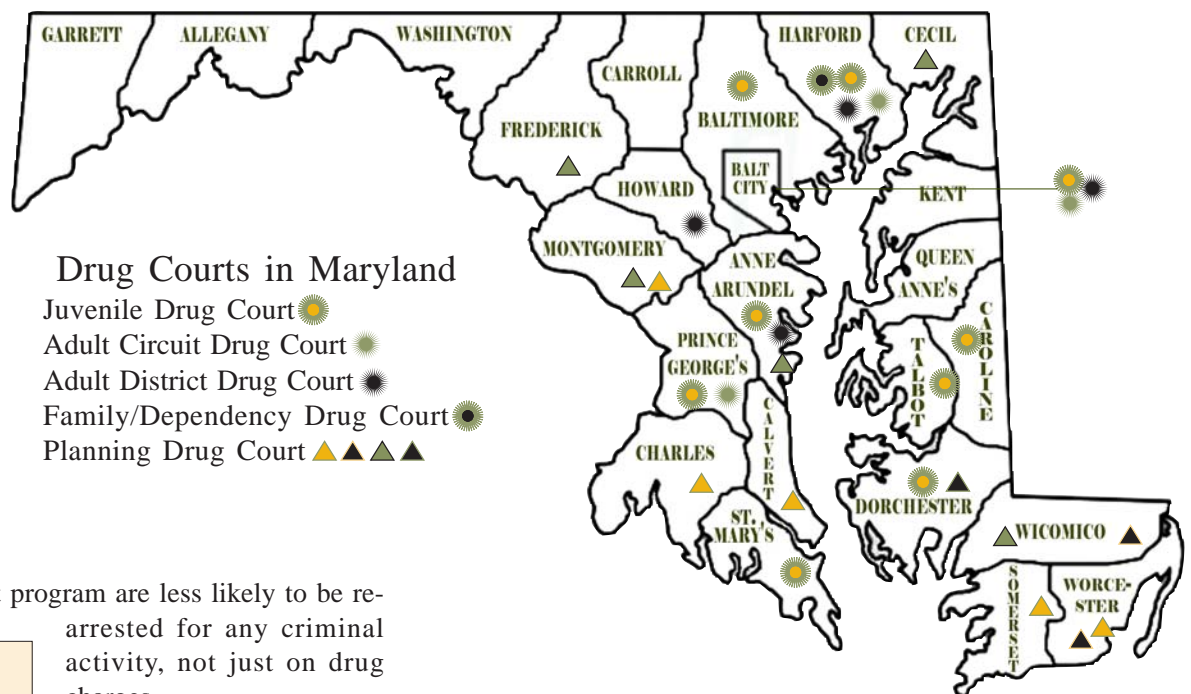 GARRETT
ALLEGANY
WASHINGTON
HARFORD
CECIL
CARROLL
FREDERICK
BALTIMORE
BALT
CITY
HOWARD
KENT
MONTGOMERY
ANNE
ARUNDEL
QUEEN
ANNE'S
PRINCE
GEORGE'S
TALBOT
CAROLINE
CHARLES
CALVERT
ST.
MARY'S
DORCHESTER
WICOMICO
SOMERSET
WORCE-
STER
Drug Courts in Maryland
Juvenile Drug Court
Adult Circuit Drug Court
Adult District Drug Court
Family/Dependency Drug Court
Planning Drug Court
program are less likely to be re-
arrested for any criminal
activity, not just on drug